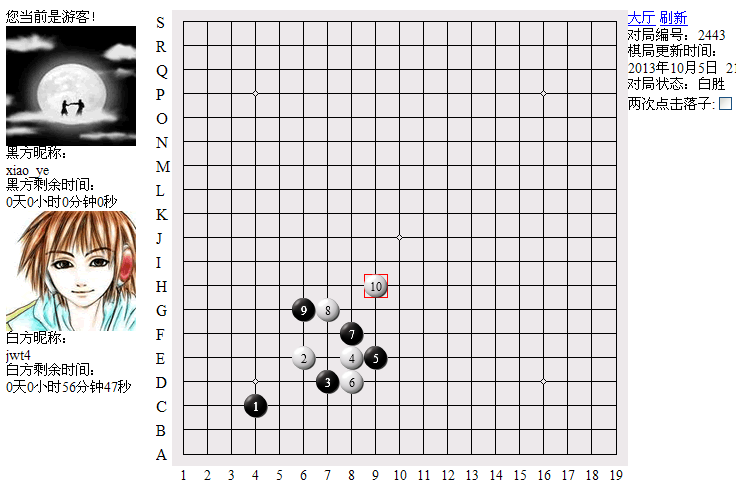 您当前是游客!
黑方昵称:
xiao_ye
黑方剩余时间:
0天0小时0分钟0秒
白方昵称:
jwt4
白方剩余时间:
0天0小时56分钟47秒
S
R
Q
P
O
N
M
L
K
J
I
H
G
F
E
D
C
B
A
10
9 8
7
2 4 5
3 6
1
1 2 3 4 5 6 7 8 9 10 11 12 13 14 15 16 17 18 19
大厅 刷新
对局编号: 2443
棋局更新时间:
2013年10月5日
对局状态: 白胜
两次点击落子: